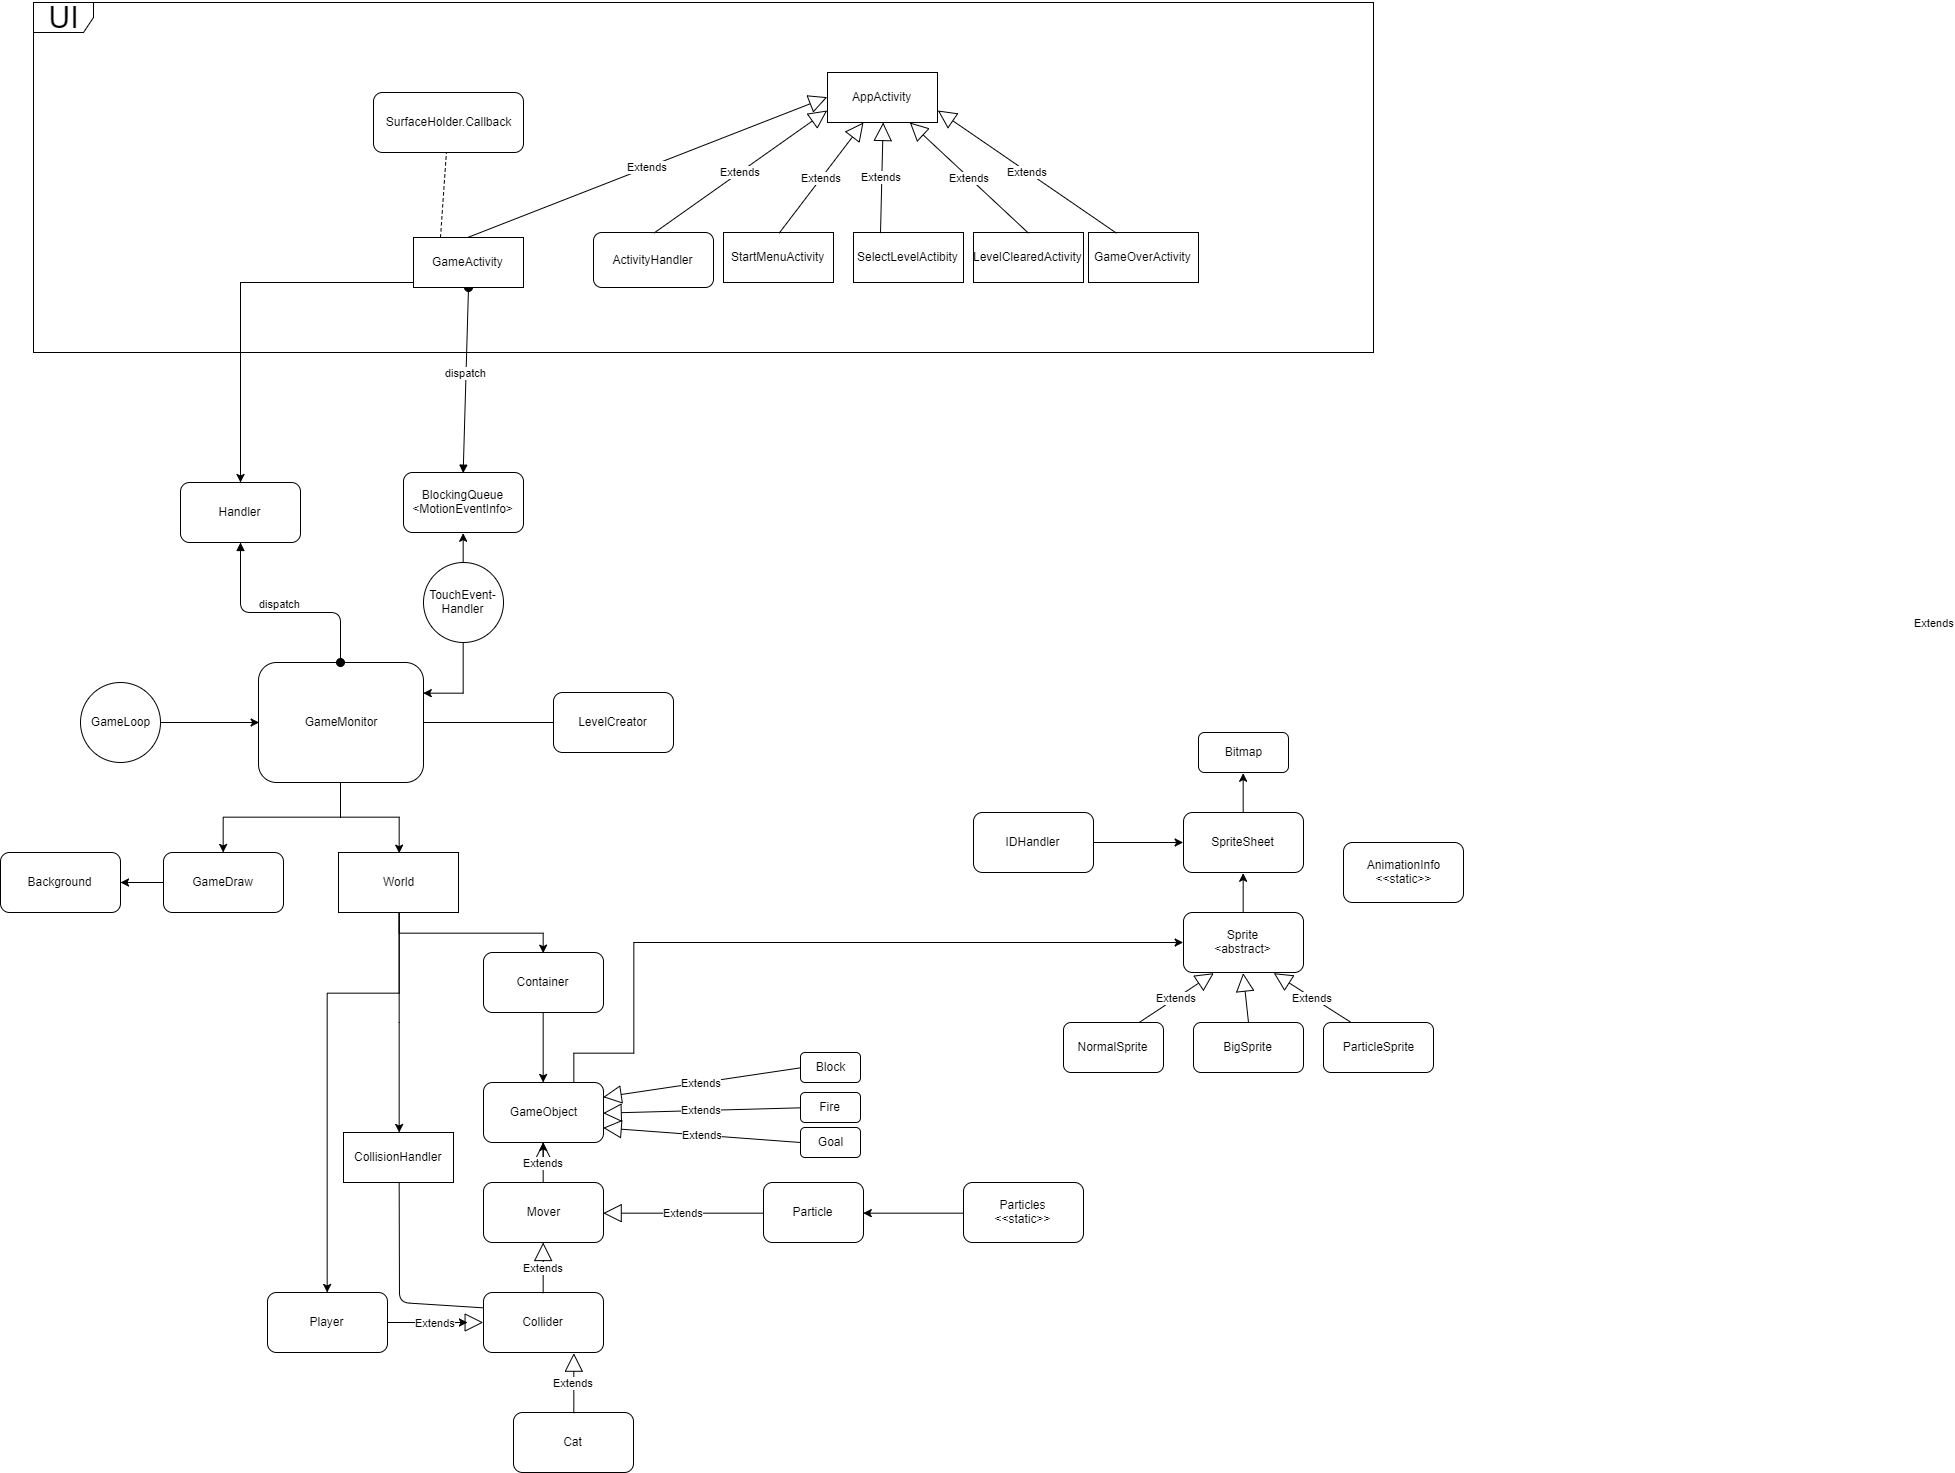 UI
AppActivity
SurfaceHolder.Callback
Extends
Extends
Extends
Extends
Extends
Extends
GameActivity
ActivityHandler
StartMenuActivity
SelectLevelActibity
LevelClearedActivity
GameOverActivity
dispatch
BlockingQueue
<MotionEventInfo>
Handler
TouchEvent-
Handler
dispatch
Extends
GameLoop
GameMonitor
LevelCreator
Bitmap
IDHandler
SpriteSheet
AnimationInfo
<<static>>
Background
GameDraw
World
Sprite
<abstract>
Container
Extends
Extends
NormalSprite
BigSprite
ParticleSprite
Block
Extends
GameObject
Extends
Fire
Extends
Goal
CollisionHandler
Extends
Mover
Extends
Particle
Particles
<<static>>
Extends
Player
Extends
Collider
Extends
Cat